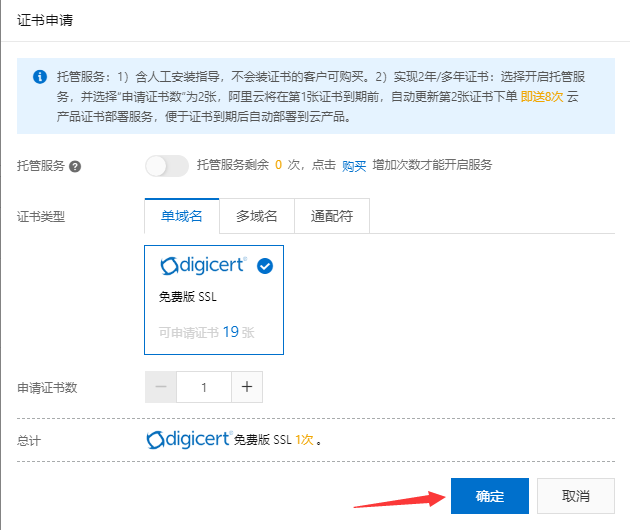 证书申请
托管服务：1）含人工安装指导，不会装证书的客户可购买。2）实现2年/多年证书：选择开启托管服
务，并选择“申请证书数”为2张，阿里云将在第1张证书到期前，自动更新第2张证书下单 即送8次 云
产品证书部署服务，便于证书到期后自动部署到云产品。
托管服务 ? 托管服务剩余 0 次，点击 购买 增加次数才能开启服务
证书类型 单域名 多域名 通配符
digicert®
免费版 SSL
可申请证书 19 张
申请证书数 − 1 +
总计 digicert®免费版 SSL 1次 。
确定 取消